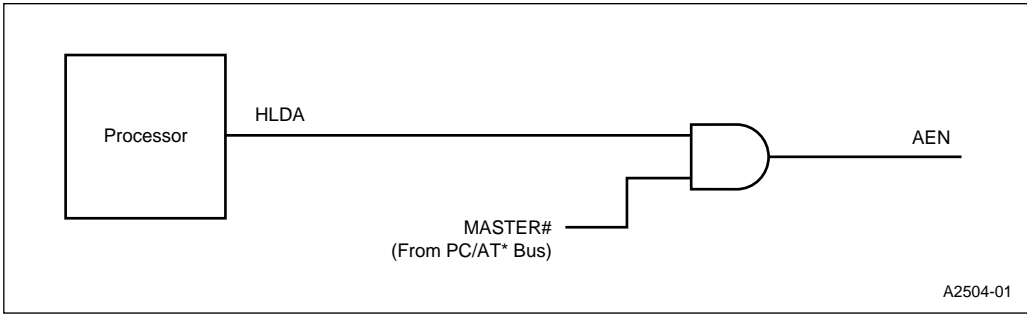 HLDA
Processor
AEN
MASTER#
(From PC/AT* Bus)
A2504-01